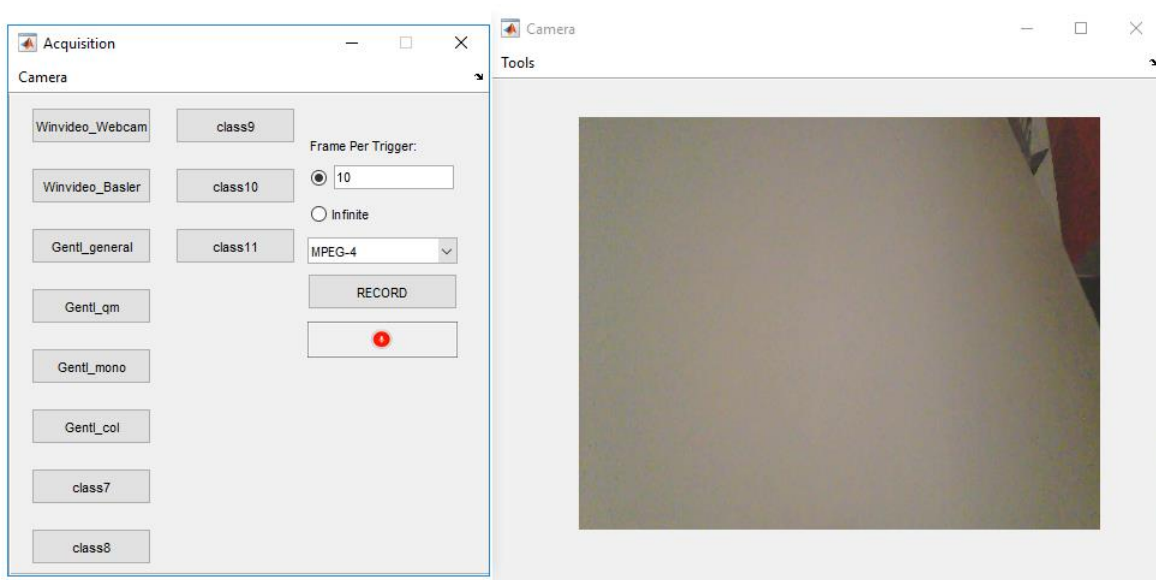 Acquisition
Camera
Winvideo_Webcam
Winvideo_Basler
Gentl_general
Gentl_qm
Gentl_mono
Gentl_col
class7
class8
class9
class10
class11
Frame Per Trigger:
10
Infinite
MPEG-4
RECORD
Camera
Tools